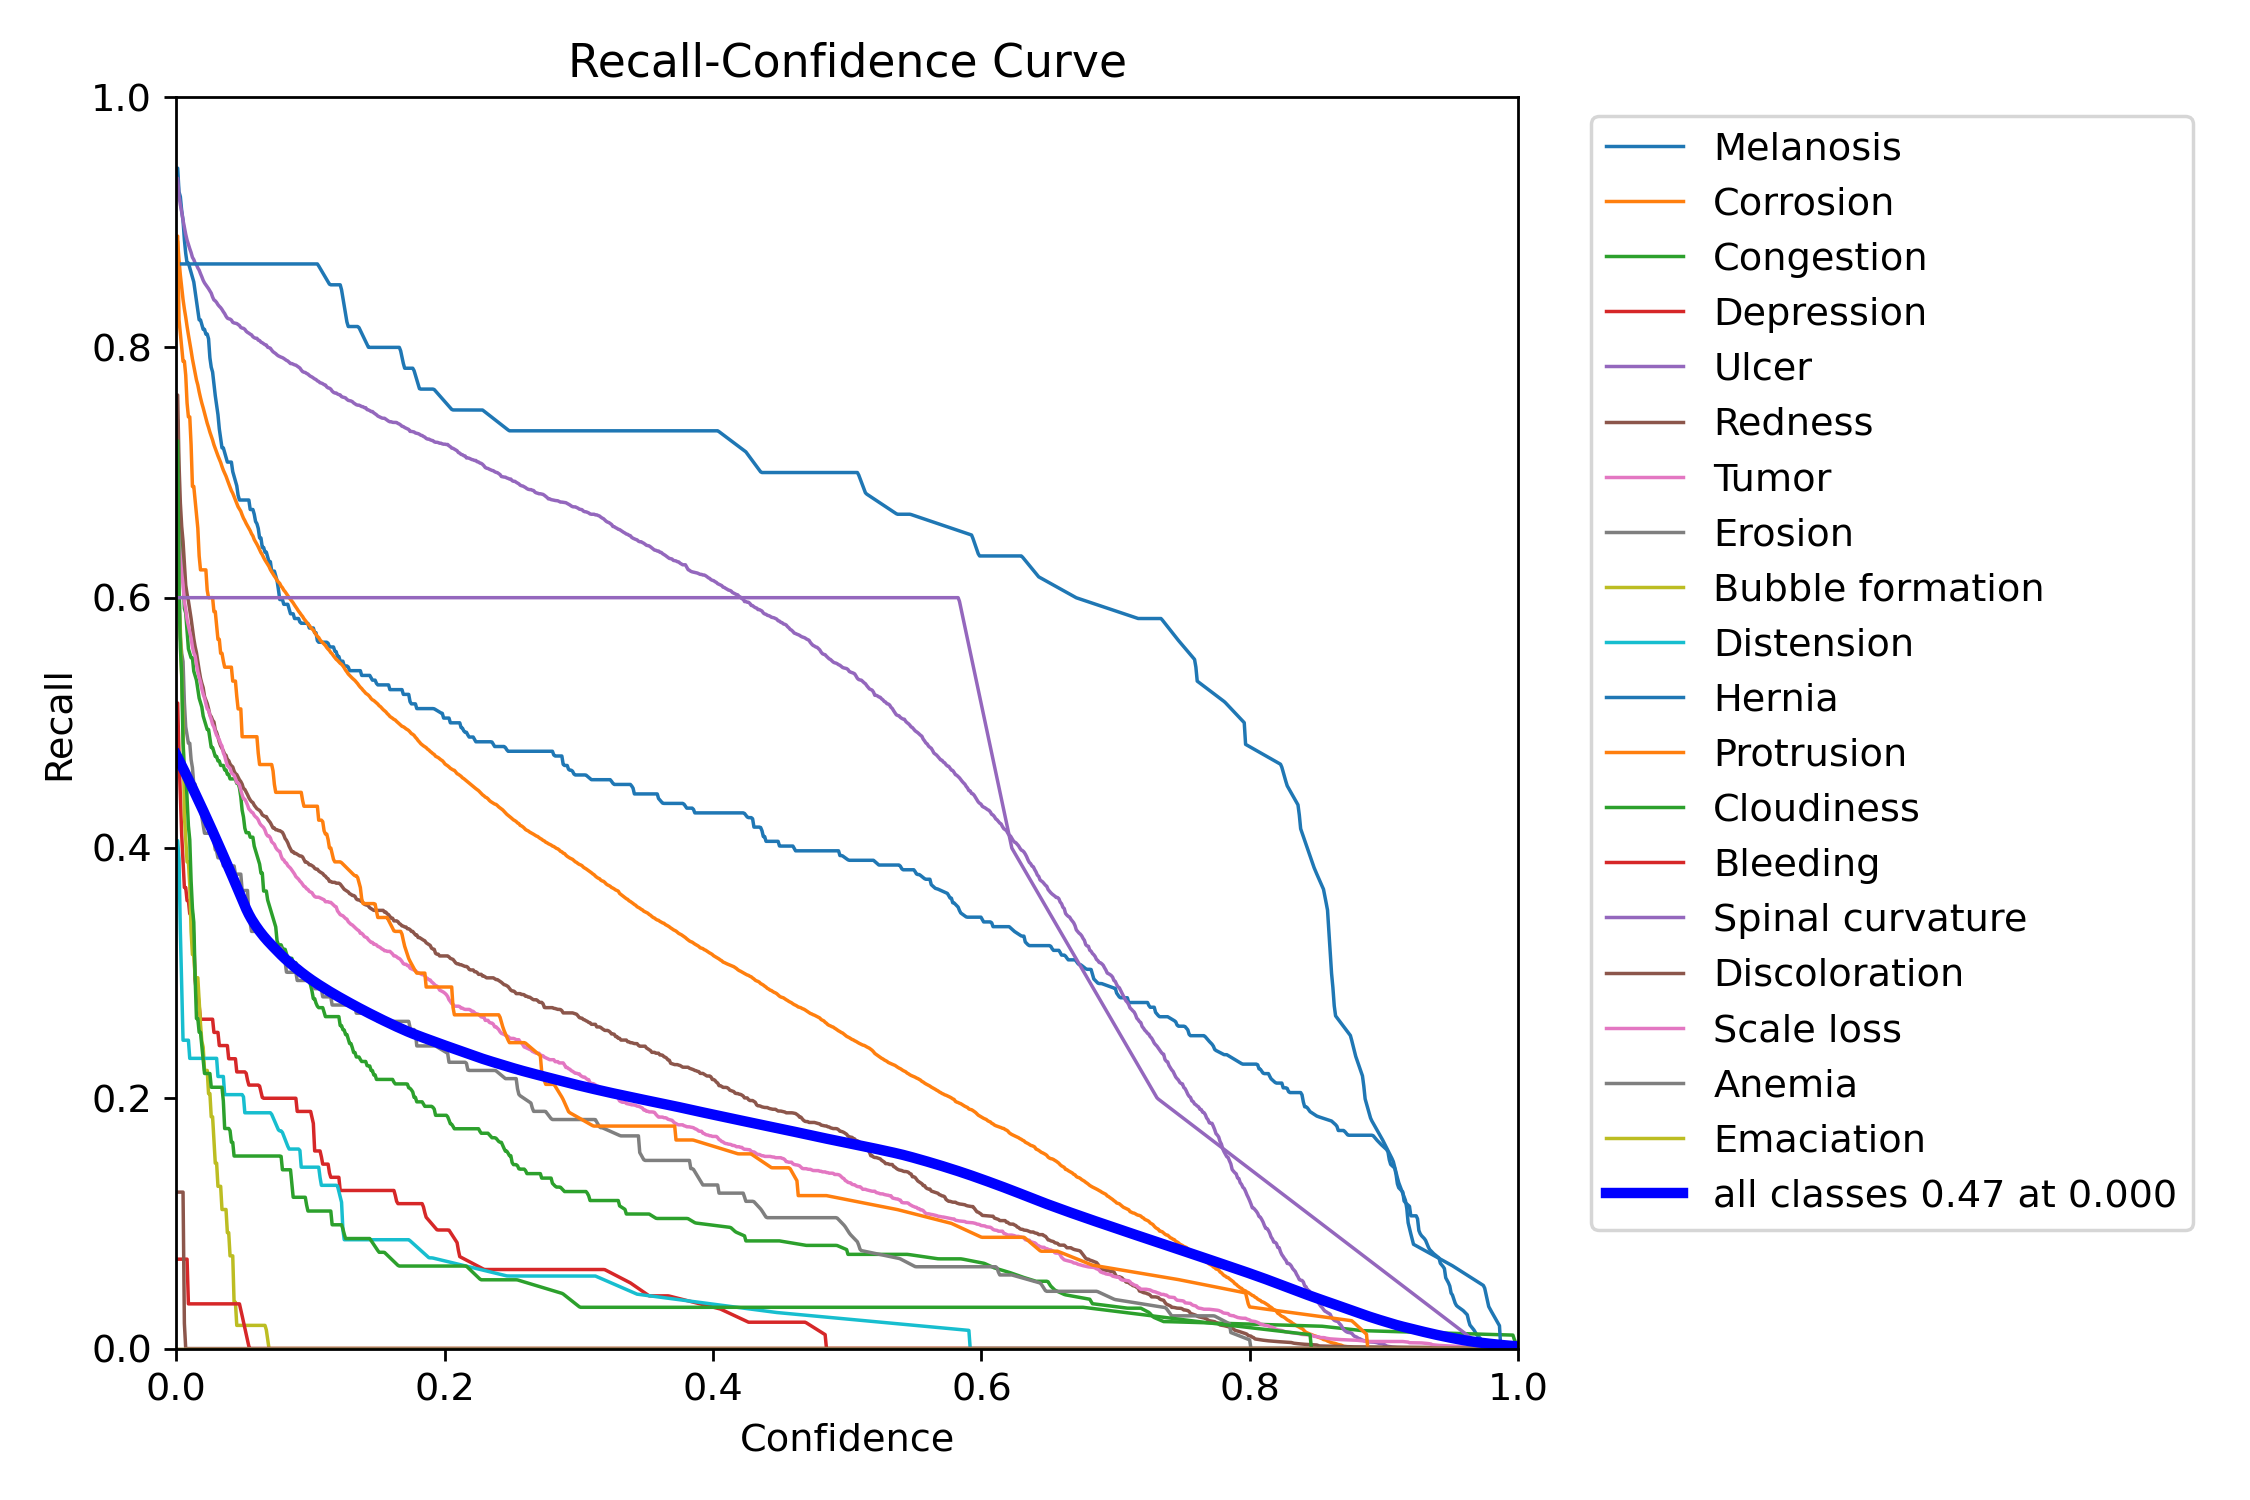 Recall-Confidence Curve
1.0
0.8
0.6
0.4
0.2
0.0
Recall
0.0 0.2 0.4 0.6 0.8 1.0
Confidence
Melanosis
Corrosion
Congestion
Depression
Ulcer
Redness
Tumor
Erosion
Bubble formation
Distension
Hernia
Protrusion
Cloudiness
Bleeding
Spinal curvature
Discoloration
Scale loss
Anemia
Emaciation
all classes 0.47 at 0.000